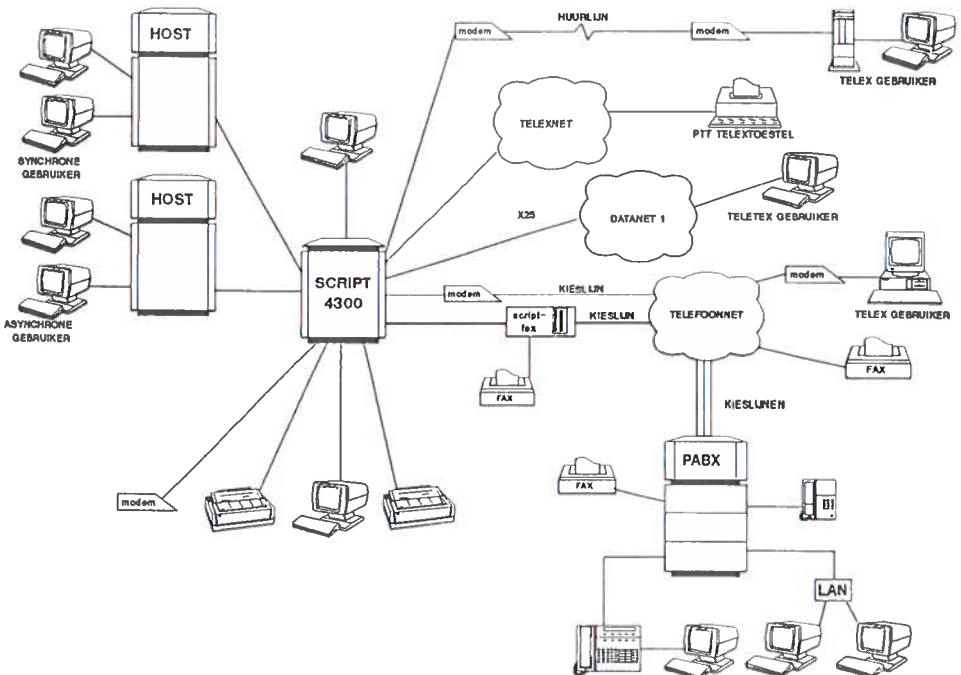 HOST
SYNCHRONE
GEBRUIKER
HOST
ASYNCHRONE
GEBRUIKER
SCRIPT
4300
modem
HUURLIJN
modem
TELEX GEBRUIKER
TELEXNET
PTT TELEXTOESTEL
X25
DATANET 1
TELETEX GEBRUIKER
modem
KIESLIJN
script-
fax
KIESLIJN
FAX
TELEFOONNET
modem
TELEX GEBRUIKER
FAX
KIESLIJNEN
PABX
FAX
LAN
modem